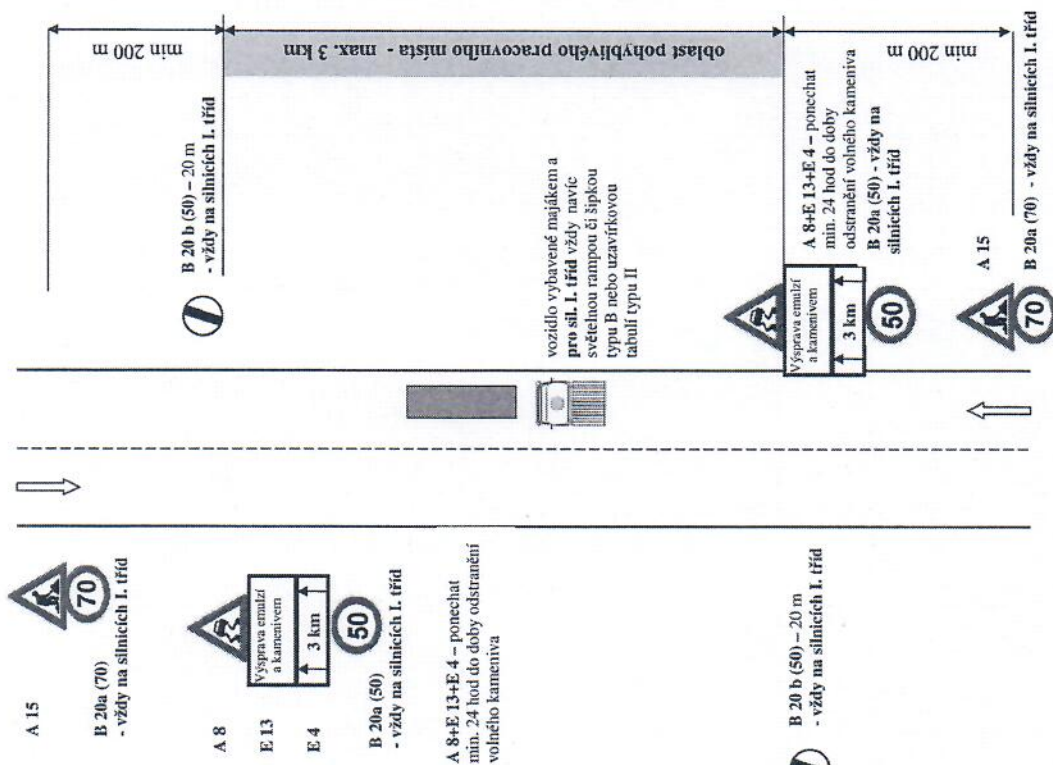 A 15
70
B 20a (70)
- vždy na silnicích I. tříd
A 8
E 13
E 4
Výsprava emulzí
a kamenivem
3 km
50
B 20a (50)
- vždy na silnicích I. tříd
A 8+E 13+E 4 – ponechat
min. 24 hod do doby odstranění
volného kameniva
B 20 b (50) – 20 m
- vždy na silnicích I. tříd
min 200 m
B 20 b (50) – 20 m
- vždy na silnicích I. tříd
oblast pohyblivého pracovního místa - max. 3 km
vozidlo vybavené majákem a
pro sil. I. tříd vždy navíc
světelnou rampou či šipkou
typu B nebo uzavírkovou
tabulí typu II
Výsprava emulzí
a kamenivem
3 km
50
A 8+E 13+E 4 – ponechat
min. 24 hod do doby
odstranění volného kameniva
B 20a (50) - vždy na
silnicích I. tříd
min 200 m
A 15
70
B 20a (70) - vždy na silnicích I. tříd